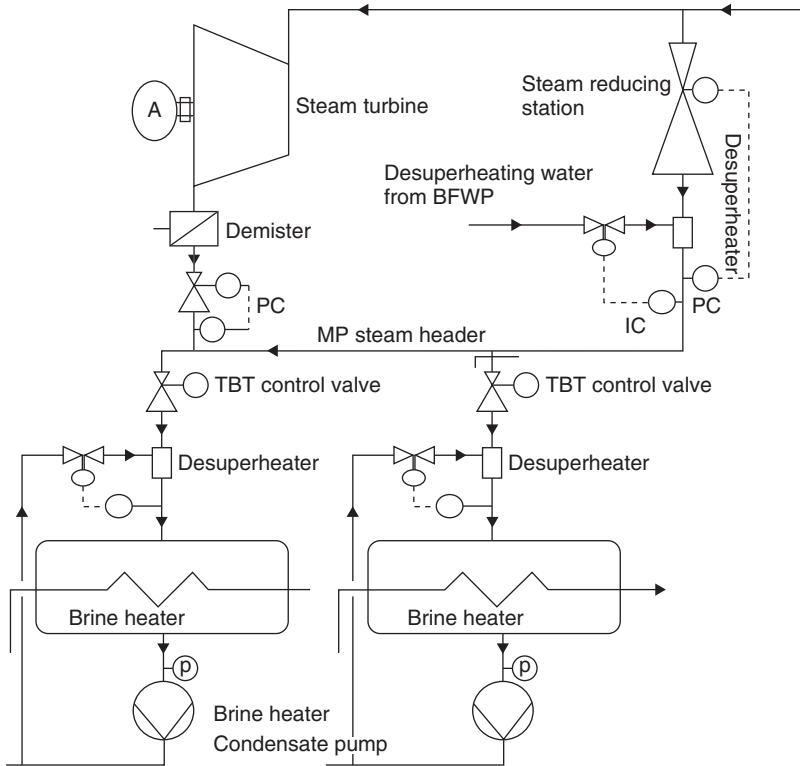 Steam reducing
station
A
Steam turbine
Desuperheater
Desuperheating water
from BFWP
Demister
PC
PC
IC
MP steam header
TBT control valve
TBT control valve
Desuperheater
Desuperheater
Brine heater
Brine heater
p
p
Brine heater
Condensate pump